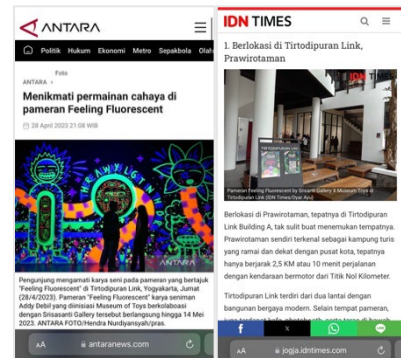 ANTARA
Politik Hukum Ekonomi Metro Sepakbola Olah
Foto
ANTARA
Menikmati permainan cahaya di
pameran Feeling Fluorescent
28 April 2023 21:08 WIB
Pengunjung mengamati karya seni pada pameran yang bertajuk
"Feeling Fluorescent" di Tirtodipuran Link, Yogyakarta, Jumat
(28/4/2023). Pameran "Feeling Fluorescent" karya seniman
Addy Debil yang diinisiasi Museum of Toys berkolaboasi
dengan Srisasanti Gallery tersebut berlangsung hingga 14 Mei
2023. ANTARA FOTO/Hendra Nurdiyansyah/pras.
AA antaranews.com
IDN TIMES
1. Berlokasi di Tirtodipuran Link,
Prawirotaman
IDN TIMES
Pameran Feeling Fluorescent by Srisanti Gallery & Museum Toys di
Tirtodipuran Link (IDN Times/Dyar Ayu)
Berlokasi di Prawirotaman, tepatnya di Tirtodipuran
Link Building A, tak sulit buat menemukan tempatnya.
Prawirotaman sendiri terkenal sebagai kampung turis
yang ramai dan dekat dengan pusat kota, tepatnya
hanya berjarak 2,5 KM atau 10 menit perjalanan
dengan kendaraan bermotor dari Titik Nol Kilometer.
Tirtodipuran Link terdiri dari dua lantai dengan
bangunan bergaya modern. Selain tempat pameran,
AA jogja.idntimes.com